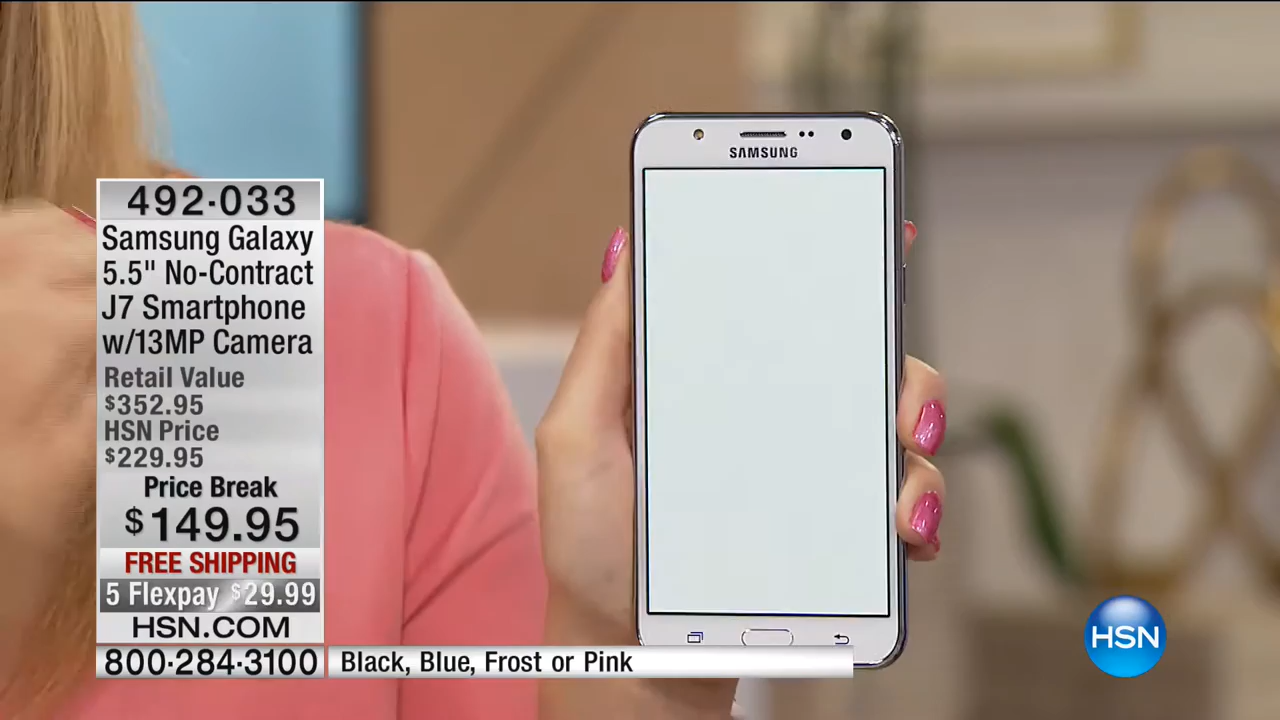 492·033
Samsung Galaxy
5.5" No-Contract
J7 Smartphone
w/13MP Camera
Retail Value
$352.95
HSN Price
$229.95
Price Break
$149.95
FREE SHIPPING
5 Flexpay $29.99
HSN.COM
800·284·3100
Black, Blue, Frost or Pink
SAMSUNG
HSN